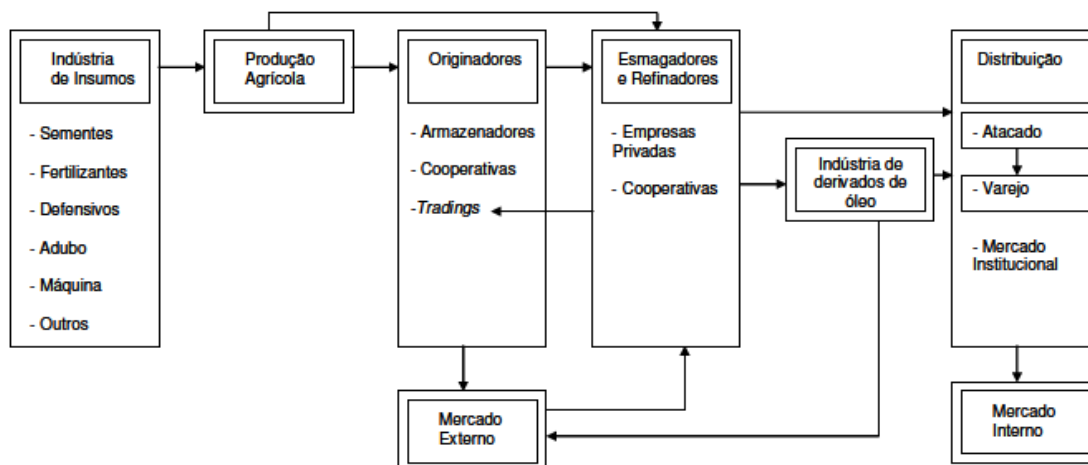 Indústria
de Insumos
- Sementes
- Fertilizantes
- Defensivos
- Adubo
- Máquina
- Outros
Produção
Agrícola
Originadores
- Armazenadores
- Cooperativas
-Tradings
Esmagadores
e Refinadores
- Empresas
Privadas
- Cooperativas
Indústria de
derivados de
óleo
Distribuição
- Atacado
- Varejo
- Mercado
Institucional
Mercado
Externo
Mercado
Interno